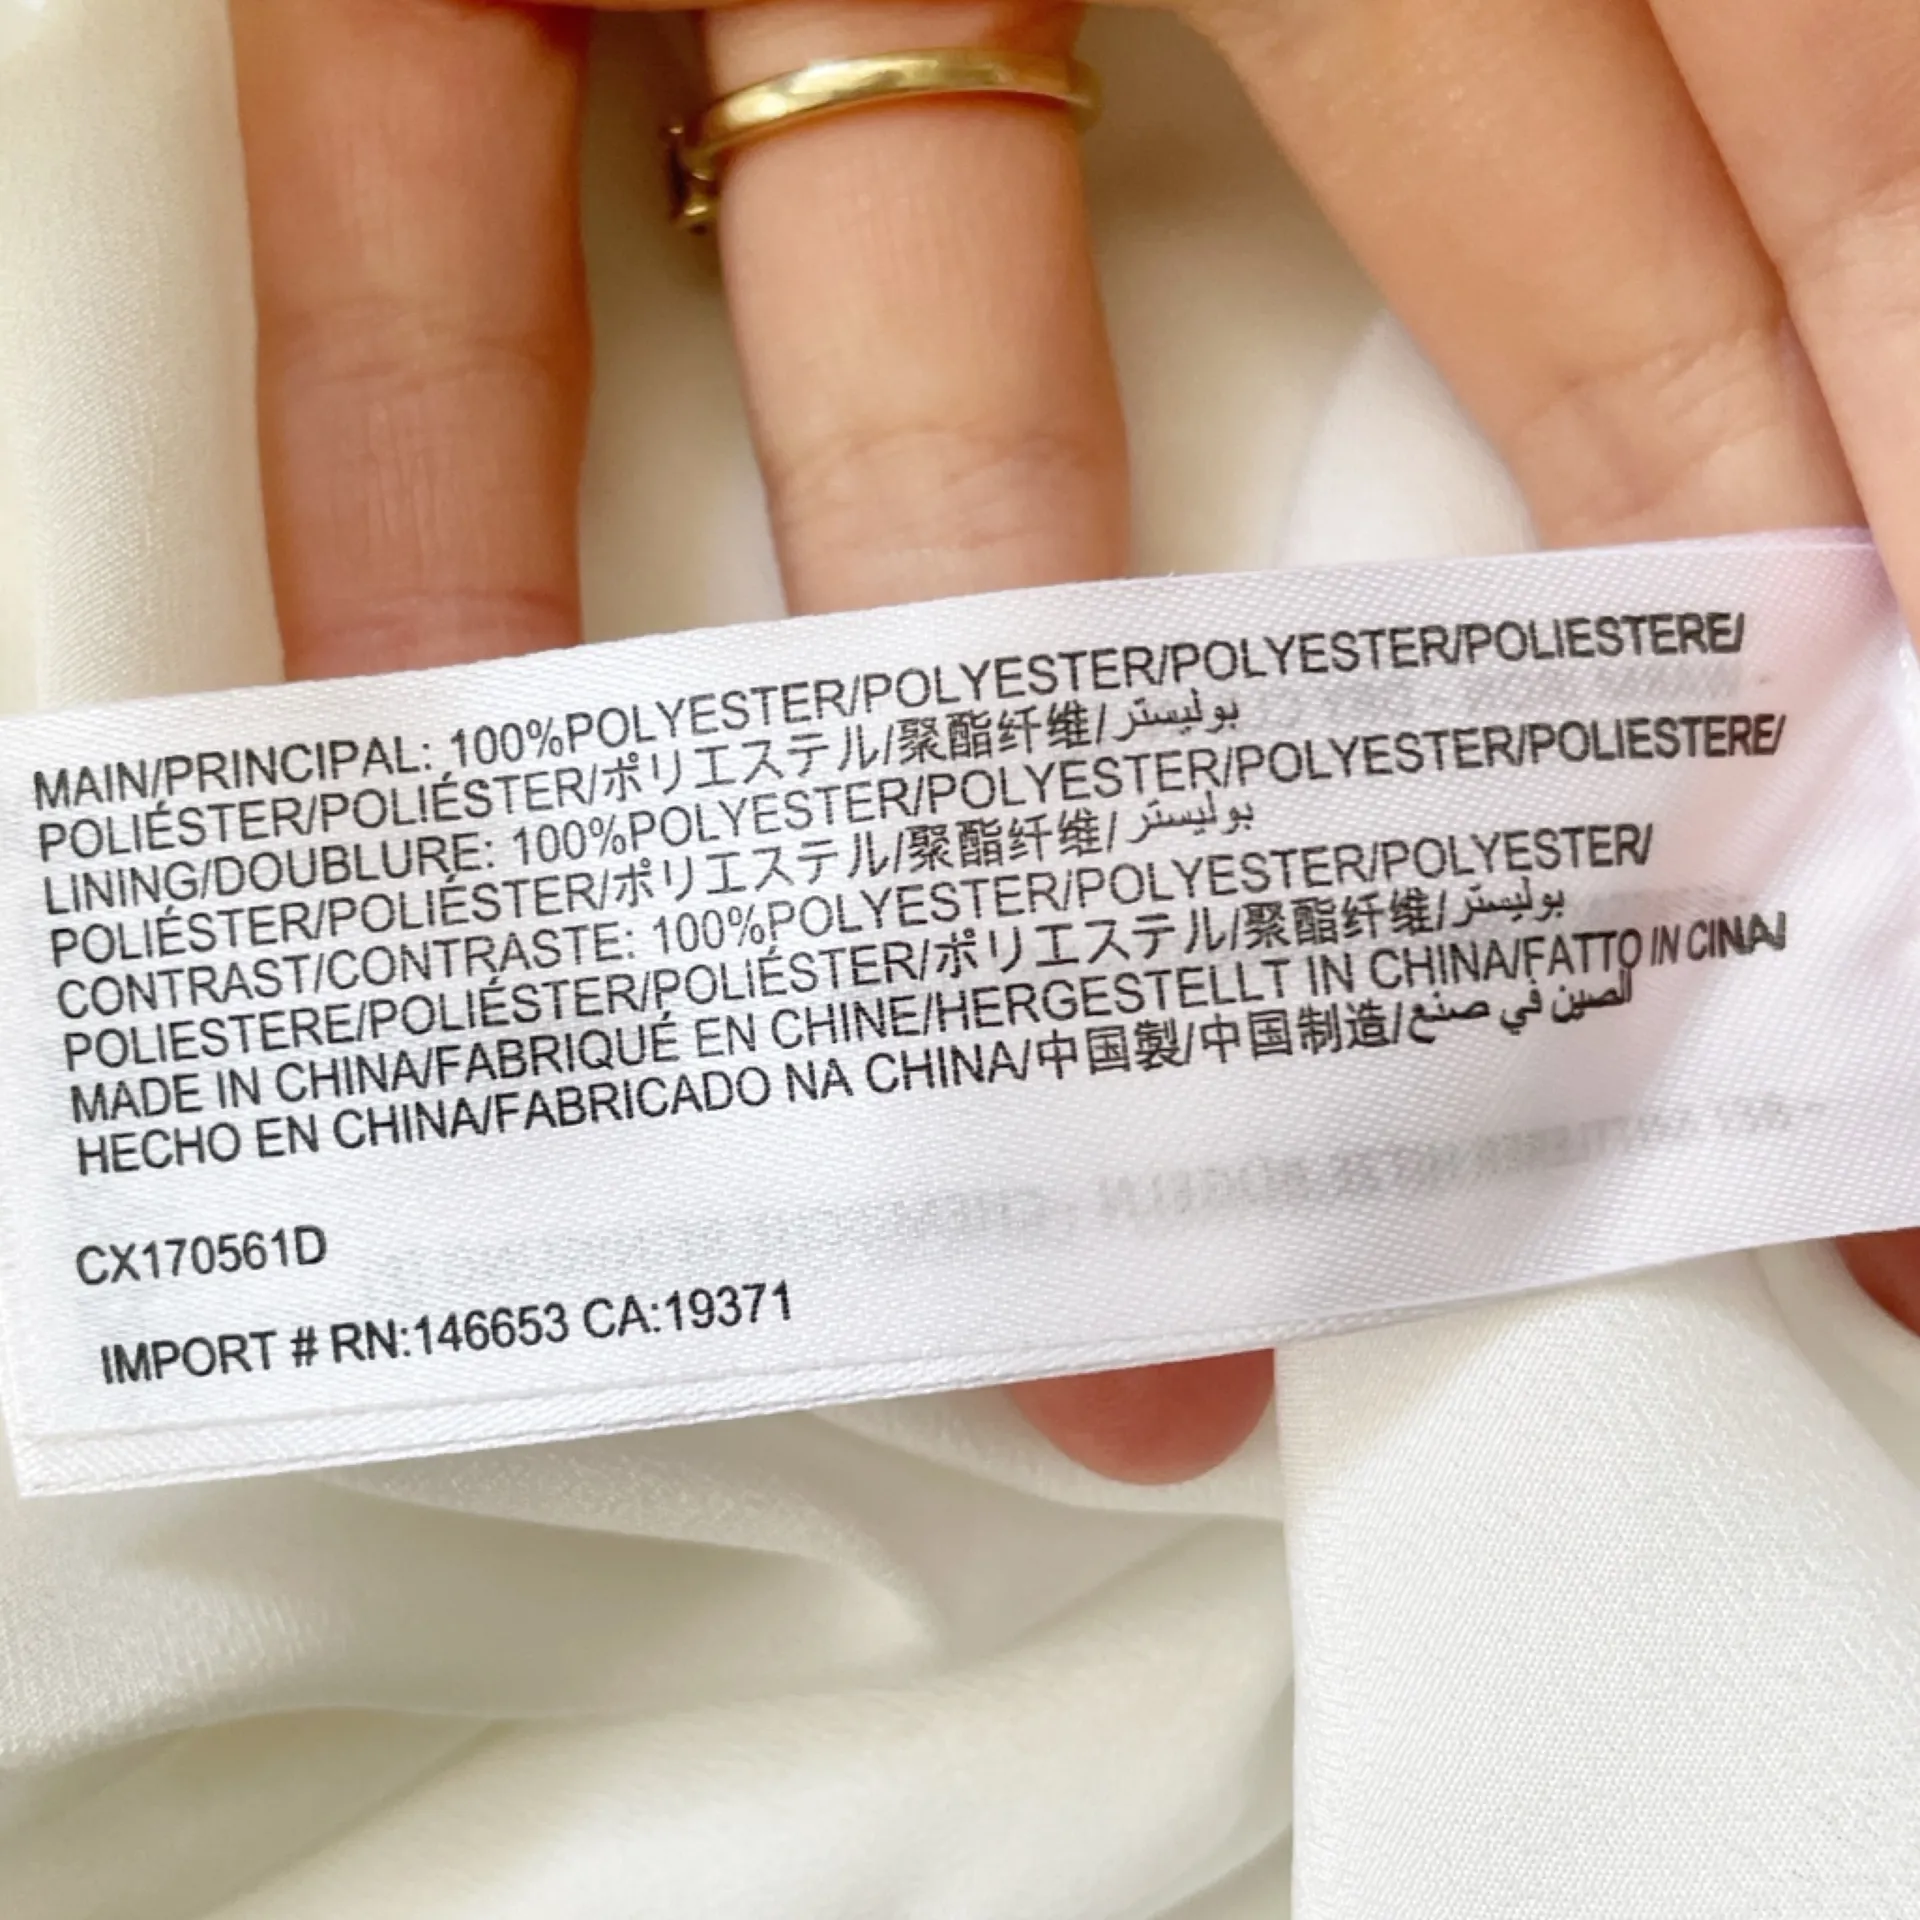 MAIN/PRINCIPAL: 100%POLYESTER/POLYESTER/POLYESTER/POLIESTERE/
POLIÉSTER/POLIÉSTER/ポリエステル/聚酯纤维/بوليستر
LINING/DOUBLURE: 100%POLYESTER/POLYESTER/POLYESTER/POLIESTERE/
POLIÉSTER/POLIÉSTER/ポリエステル/聚酯纤维/بوليستر
CONTRAST/CONTRASTE: 100%POLYESTER/POLYESTER/POLYESTER/
POLIESTERE/POLIÉSTER/POLIÉSTER/ポリエステル/聚酯纤维/بوليستر
MADE IN CHINA/FABRIQUÉ EN CHINE/HERGESTELLT IN CHINA/FATTO IN CINA/
HECHO EN CHINA/FABRICADO NA CHINA/中国製/中国制造/الصين في صنع
CX170561D
IMPORT # RN:146653 CA:19371